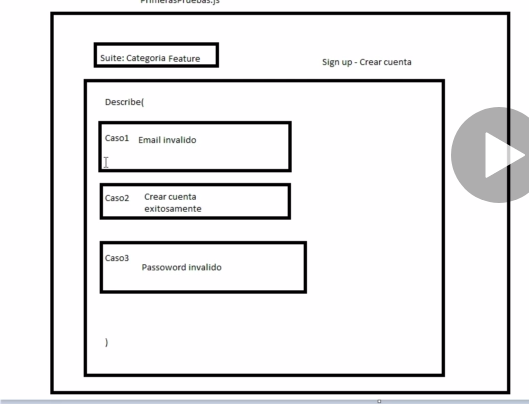 PrimerasPruebas.js
Suite: Categoria Feature
Sign up - Crear cuenta
Describe(
Caso1 Email invalido
Caso2 Crear cuenta
exitosamente
Caso3
Passoword invalido
)